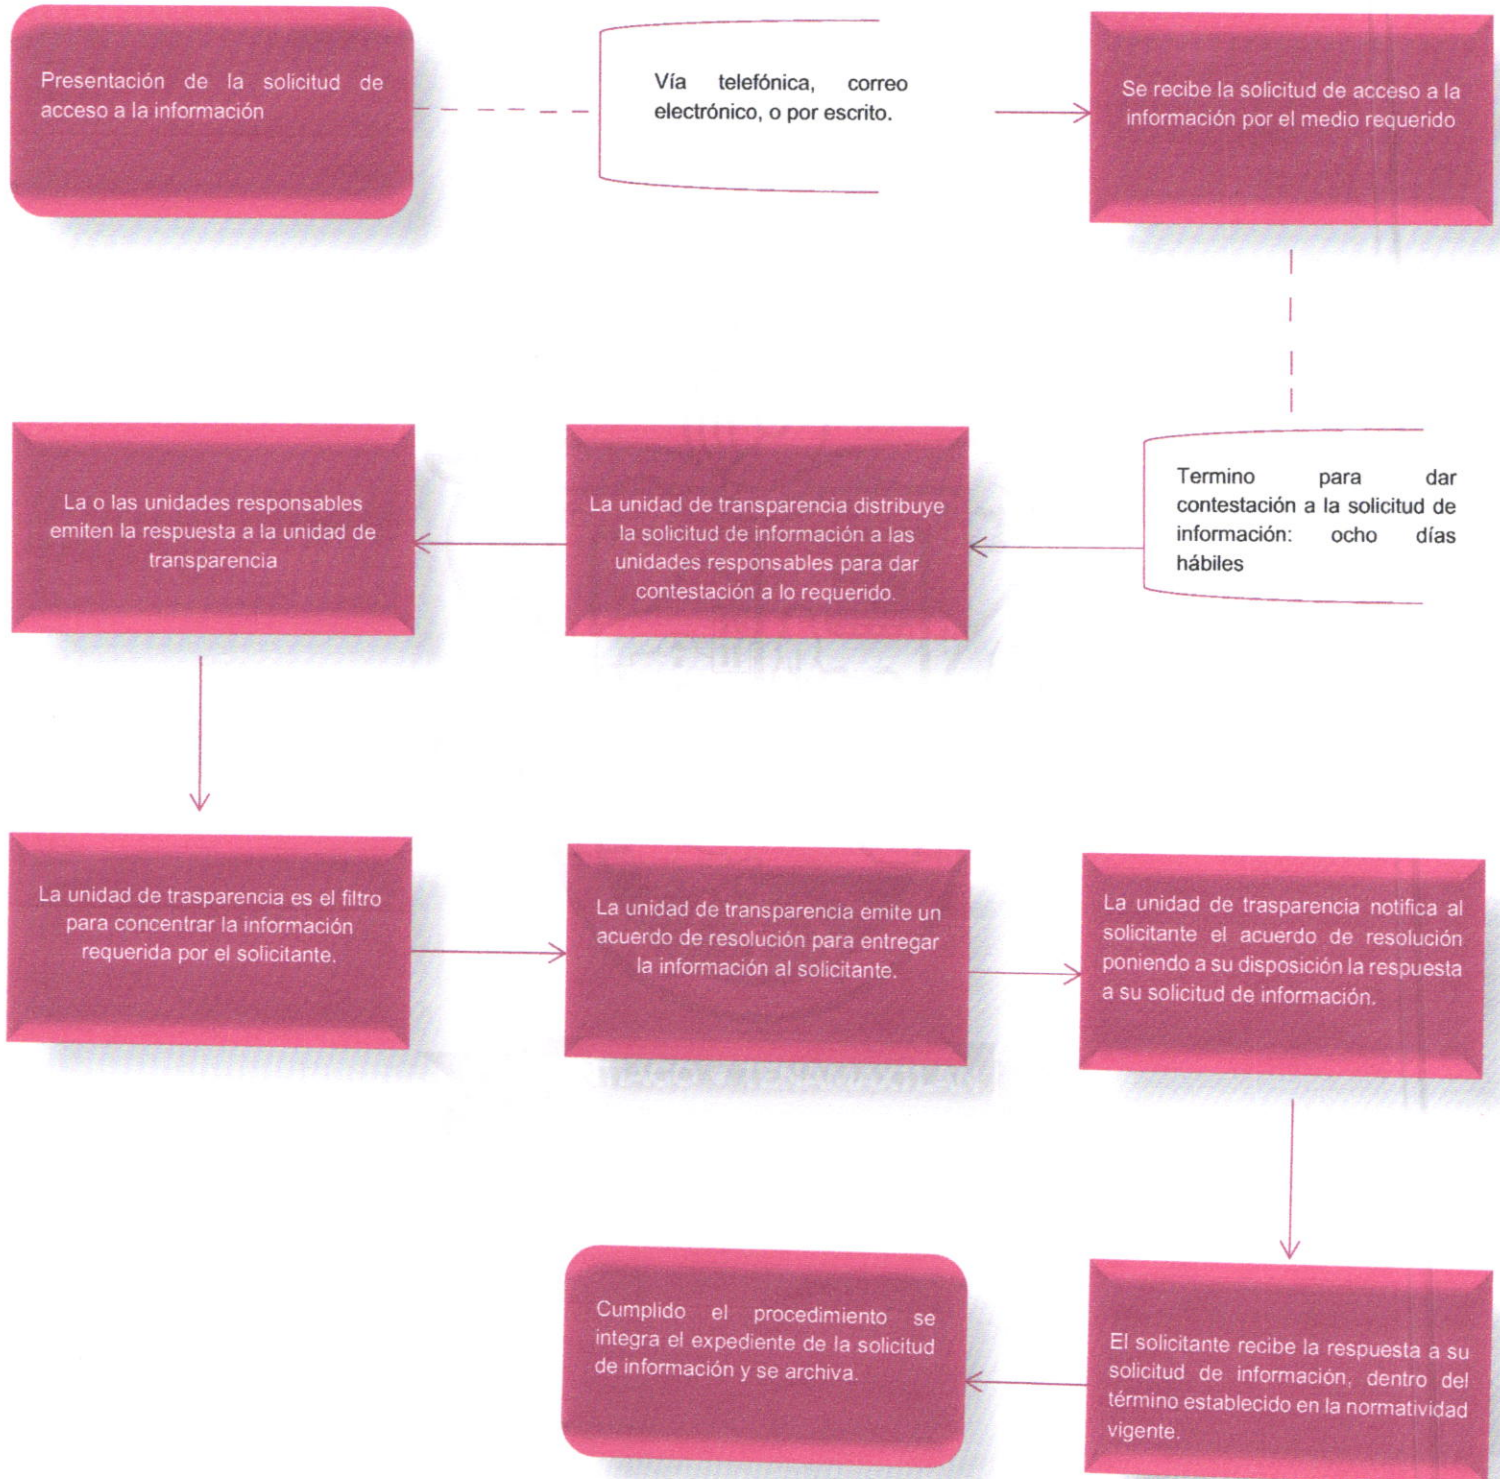 Presentación de la solicitud de
acceso a la información
Vía telefónica, correo
electrónico, o por escrito.
Se recibe la solicitud de acceso a la
información por el medio requerido
Termino para dar
contestación a la solicitud de
información: ocho días
hábiles
La unidad de transparencia distribuye
la solicitud de información a las
unidades responsables para dar
contestación a lo requerido.
La o las unidades responsables
emiten la respuesta a la unidad de
transparencia
La unidad de trasparencia es el filtro
para concentrar la información
requerida por el solicitante.
La unidad de transparencia emite un
acuerdo de resolución para entregar
la información al solicitante.
La unidad de trasparencia notifica al
solicitante el acuerdo de resolución
poniendo a su disposición la respuesta
a su solicitud de información.
El solicitante recibe la respuesta a su
solicitud de información, dentro del
término establecido en la normatividad
vigente.
Cumplido el procedimiento se
integra el expediente de la solicitud
de información y se archiva.